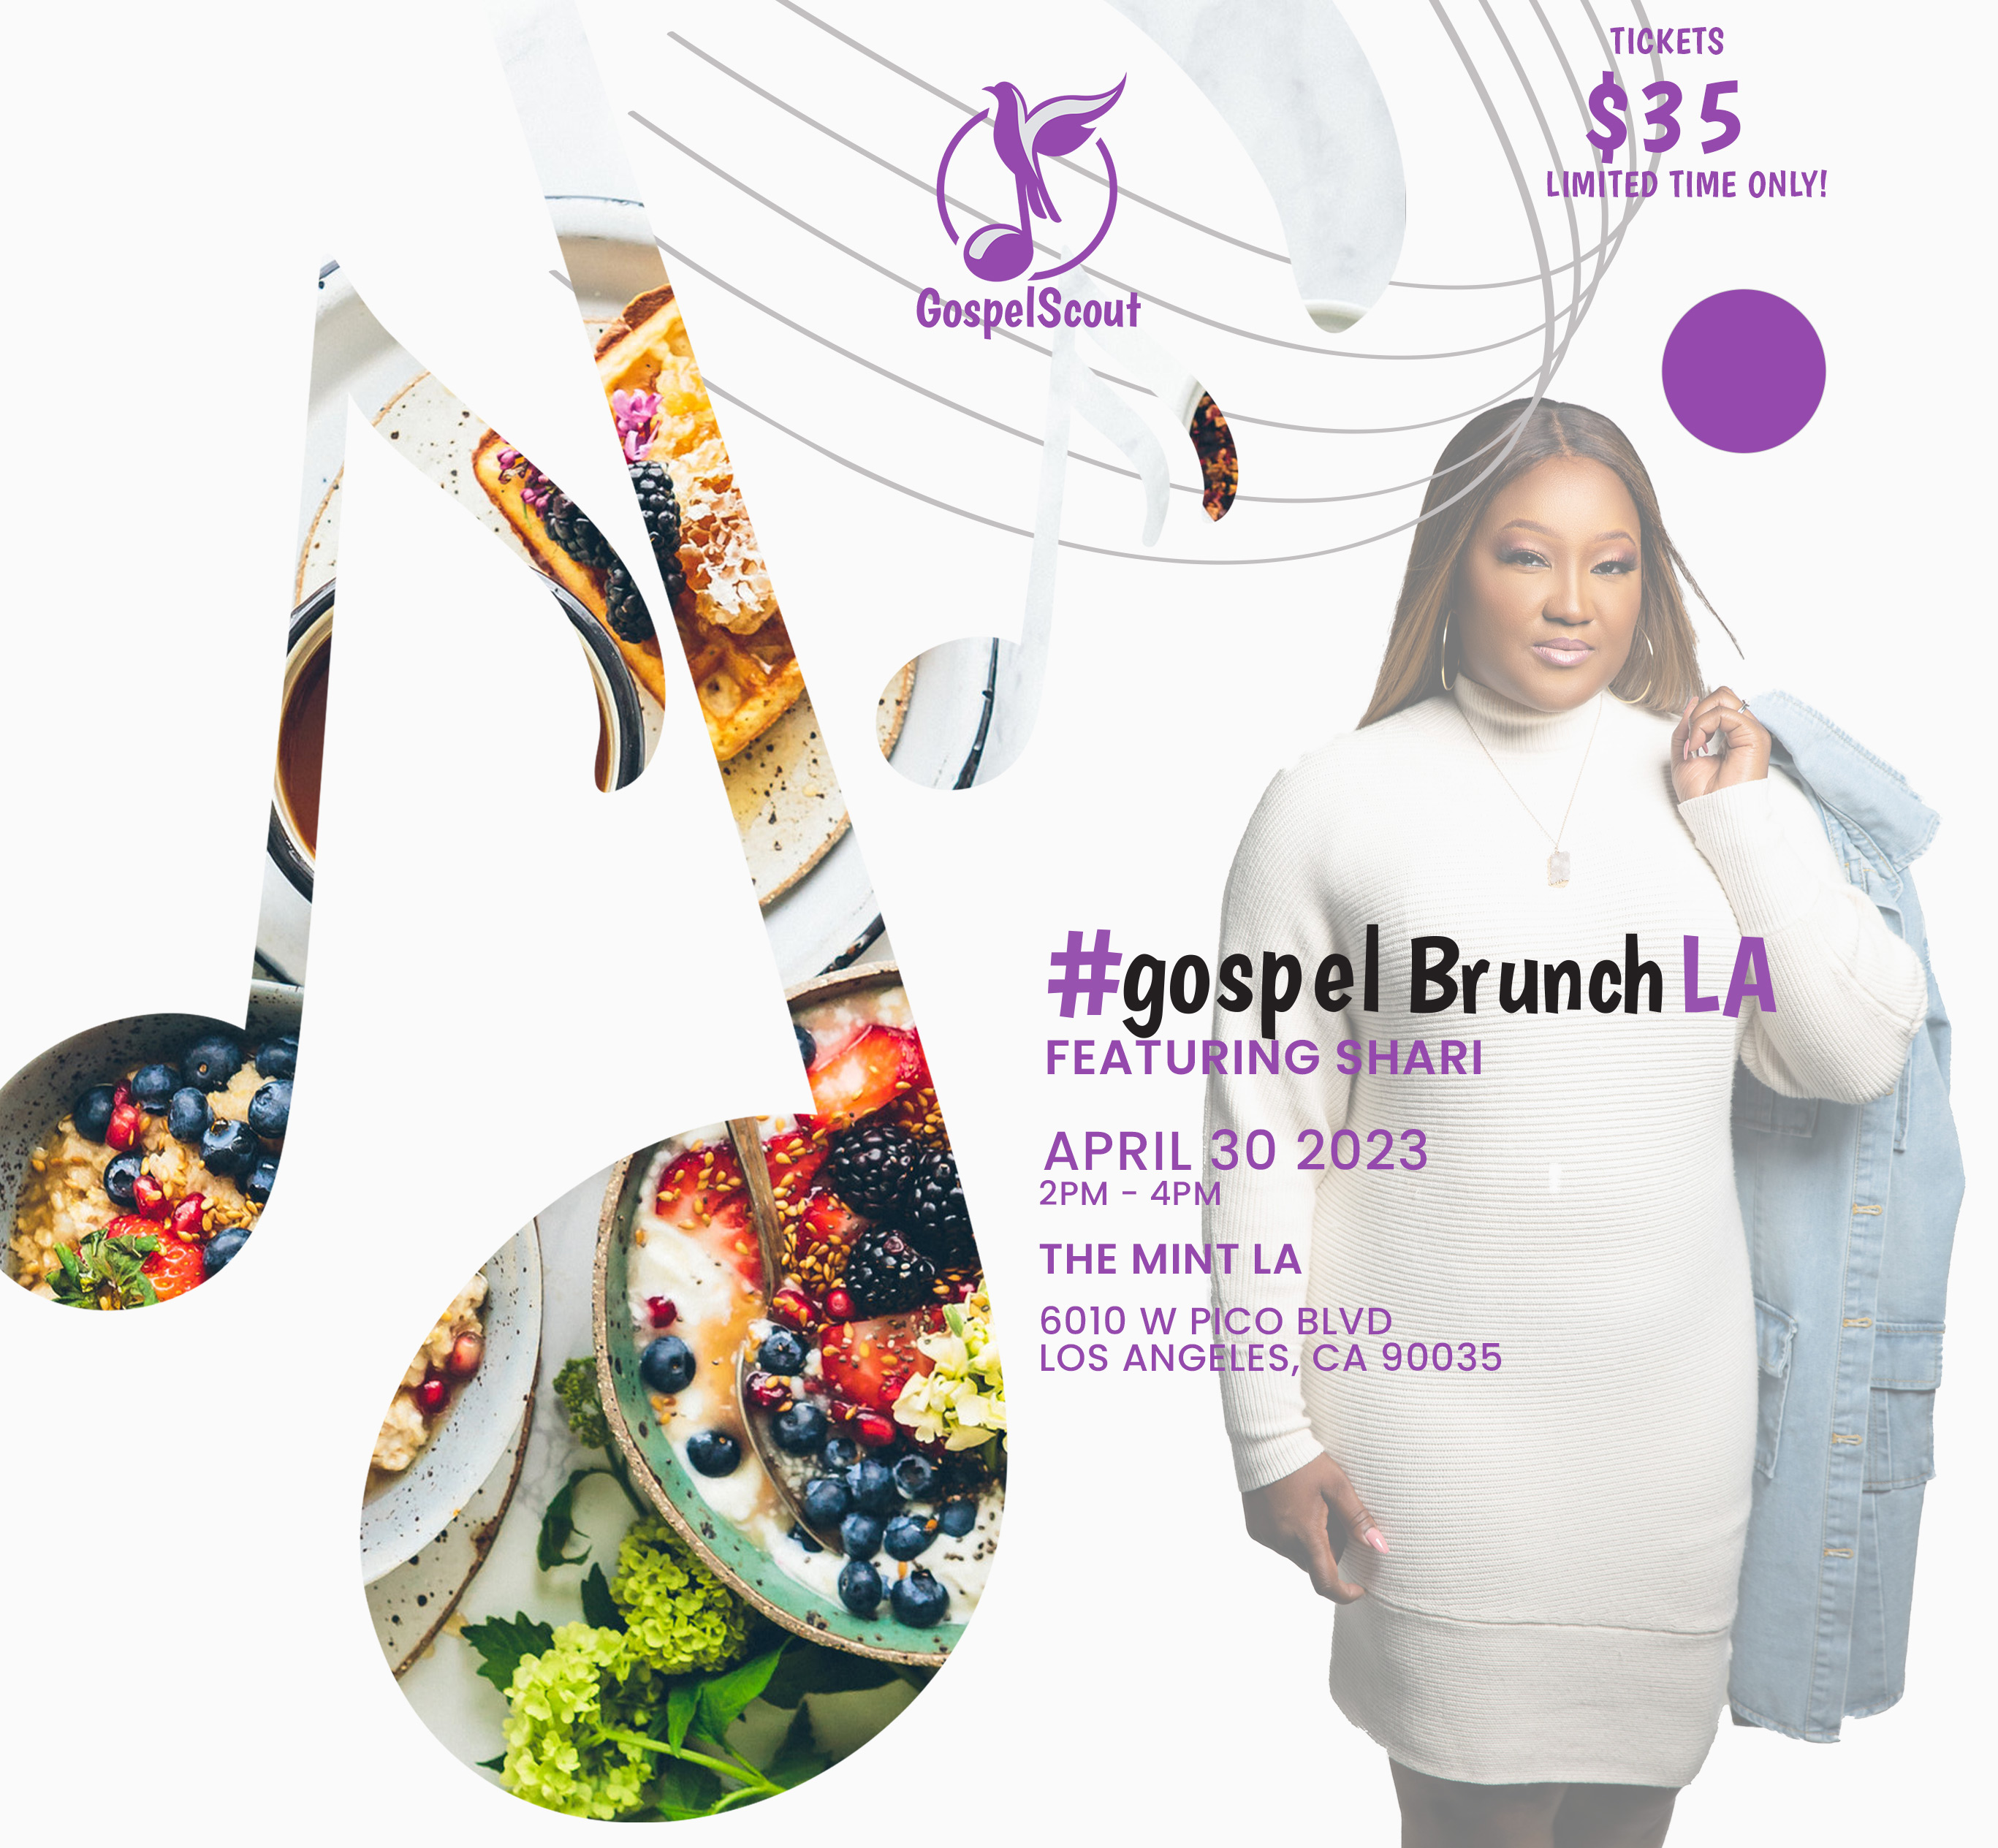 TICKETS
$35
LIMITED TIME ONLY!
GospelScout
#gospel Brunch LA
FEATURING SHARI
APRIL 30 2023
2PM - 4PM
THE MINT LA
6010 W PICO BLVD
LOS ANGELES, CA 90035